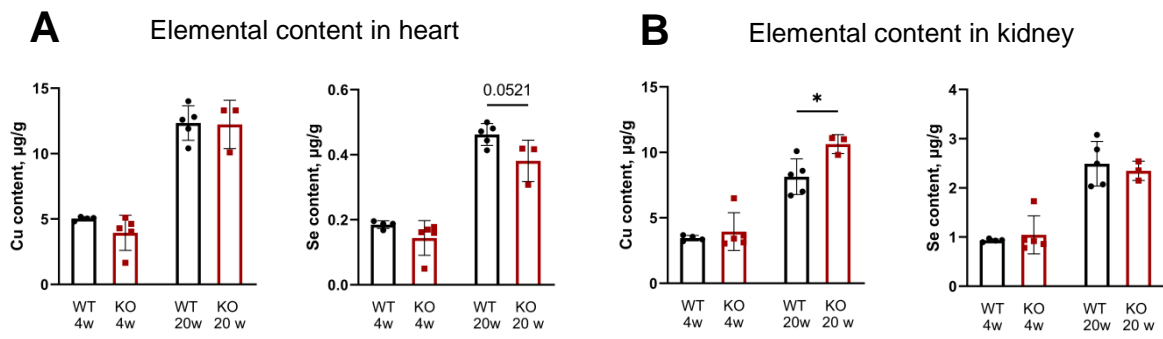 A Elemental content in heart
B Elemental content in kidney
Cu content, µg/g
15
10
5
0
WT KO WT KO
4w 4w 20w 20 w
Se content, µg/g
0.6
0.4
0.2
0.0
0.0521
WT KO WT KO
4w 4w 20w 20 w
Cu content, µg/g
15
10
5
0
*
WT KO WT KO
4w 4w 20w 20 w
Se content, µg/g
4
3
2
1
0
WT KO WT KO
4w 4w 20w 20 w